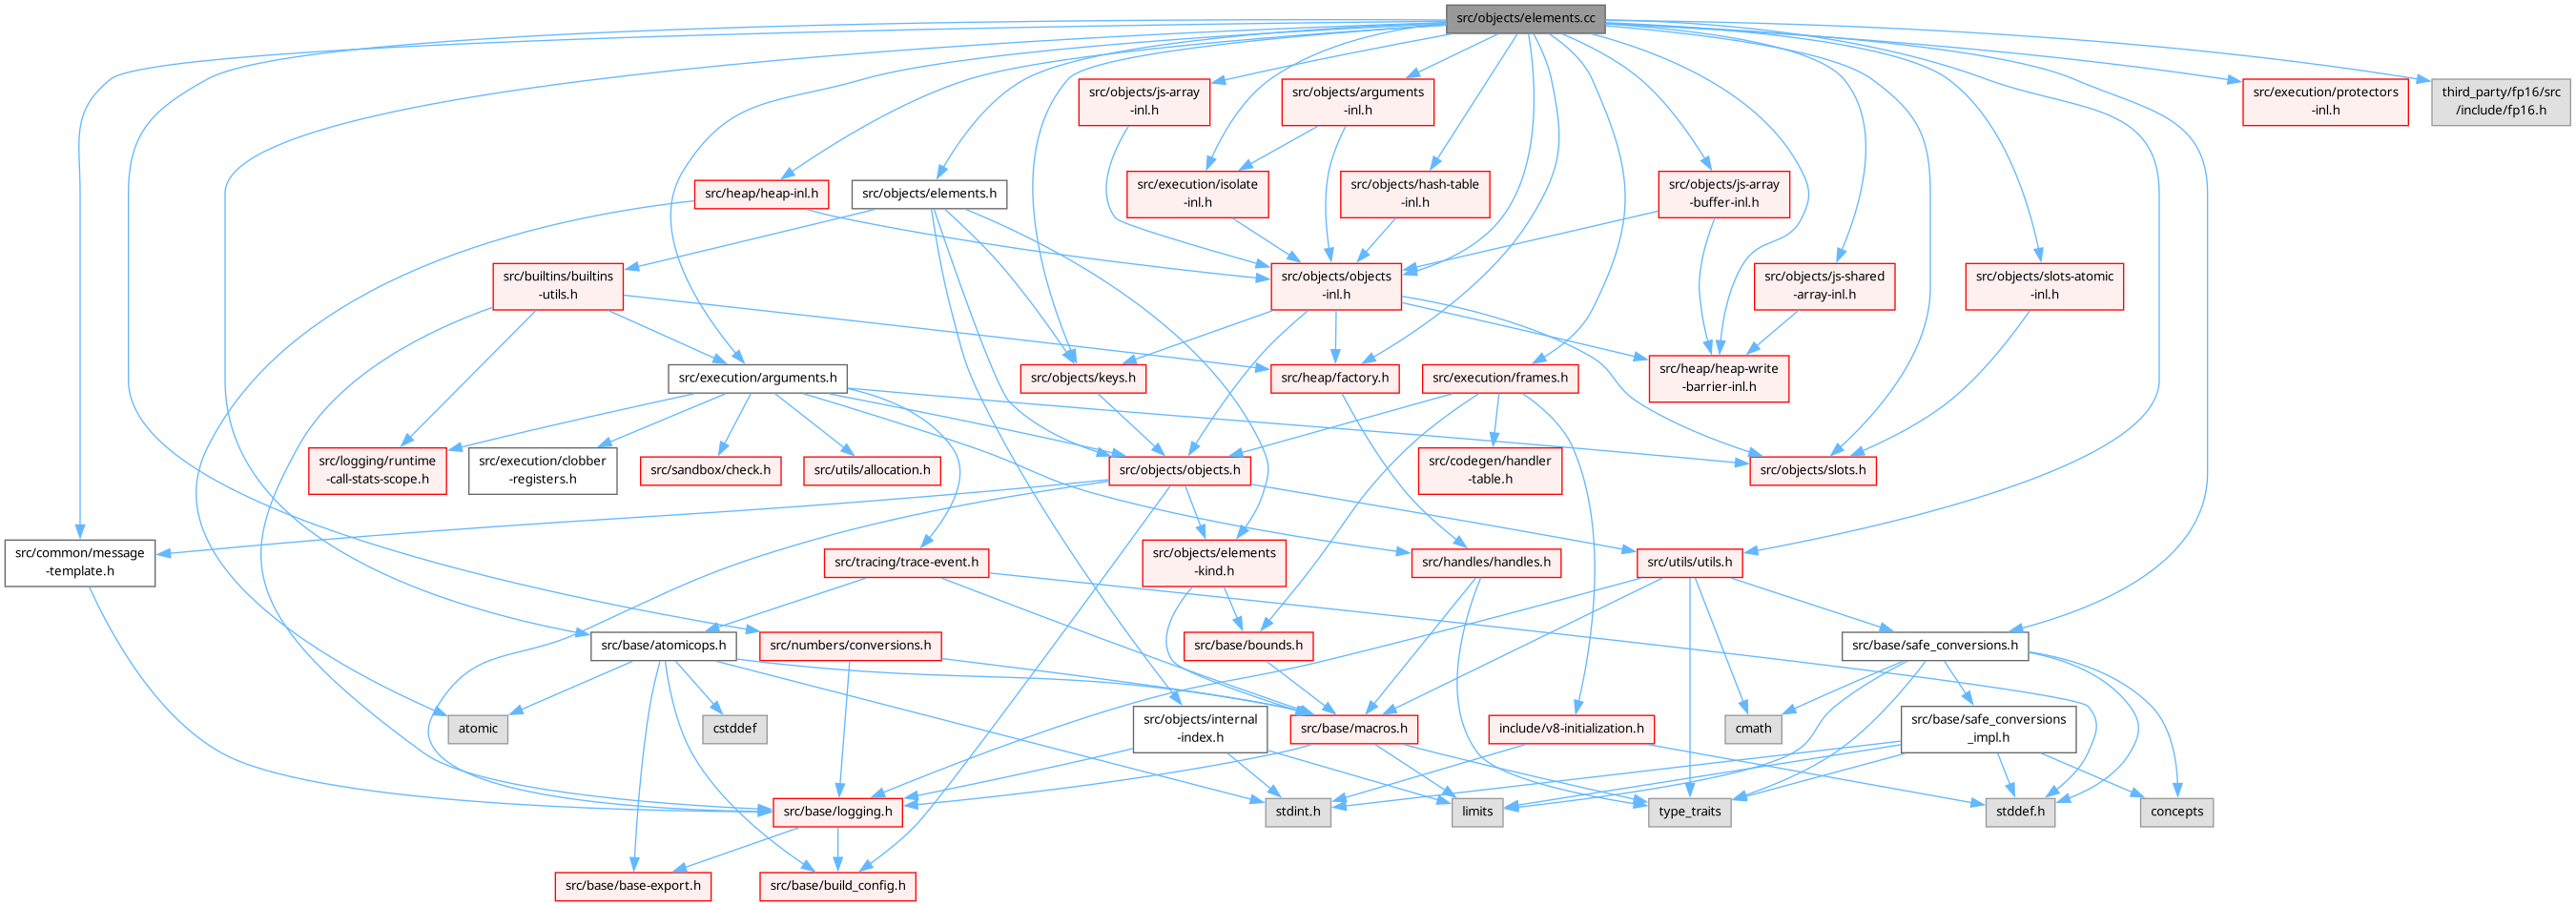 src/objects/elements.cc
src/objects/js-array
-inl.h
src/objects/arguments
-inl.h
src/execution/protectors
-inl.h
third_party/fp16/src
/include/fp16.h
src/heap/heap-inl.h
src/objects/elements.h
src/execution/isolate
-inl.h
src/objects/hash-table
-inl.h
src/objects/js-array
-buffer-inl.h
src/builtins/builtins
-utils.h
src/objects/objects
-inl.h
src/objects/js-shared
-array-inl.h
src/objects/slots-atomic
-inl.h
src/execution/arguments.h
src/objects/keys.h
src/heap/factory.h
src/execution/frames.h
src/heap/heap-write
-barrier-inl.h
src/logging/runtime
-call-stats-scope.h
src/execution/clobber
-registers.h
src/sandbox/check.h
src/utils/allocation.h
src/objects/objects.h
src/codegen/handler
-table.h
src/objects/slots.h
src/common/message
-template.h
src/tracing/trace-event.h
src/objects/elements
-kind.h
src/handles/handles.h
src/utils/utils.h
src/base/atomicops.h
src/numbers/conversions.h
src/base/bounds.h
src/base/safe_conversions.h
atomic
cstddef
src/objects/internal
-index.h
src/base/macros.h
include/v8-initialization.h
cmath
src/base/safe_conversions
_impl.h
src/base/logging.h
stdint.h
limits
type_traits
stddef.h
concepts
src/base/base-export.h
src/base/build_config.h